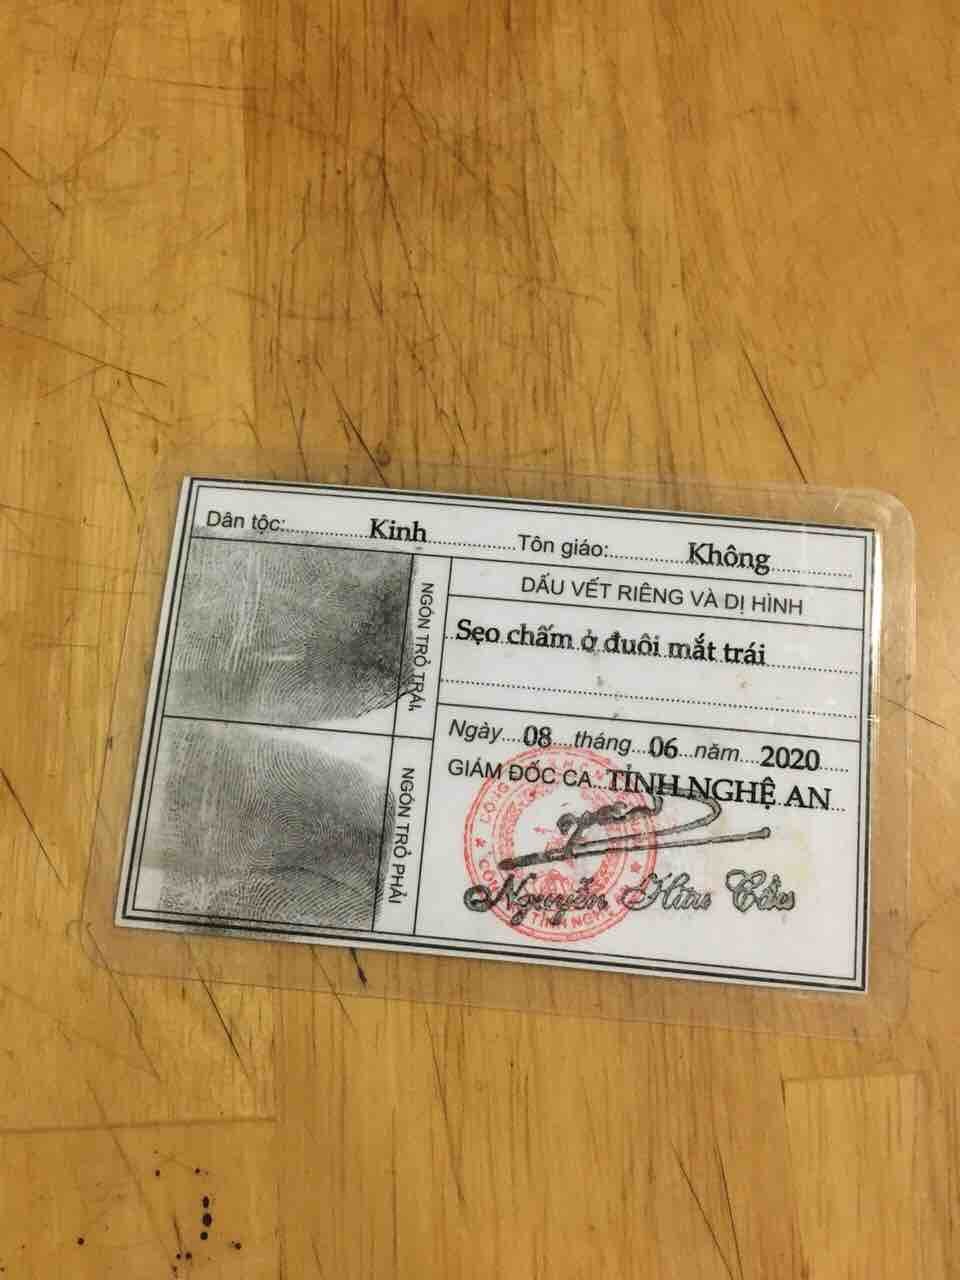 Dân tộc:............Kinh............Tôn giáo:............Không............
NGÓN TRỎ TRÁI
DẤU VẾT RIÊNG VÀ DỊ HÌNH
Sẹo chấm ở đuôi mắt trái
NGÓN TRỎ PHẢI
Ngày....08...tháng...06...năm...2020......
GIÁM ĐỐC CA...TỈNH NGHỆ AN...
Nguyễn Hữu Cầu
TỈNH NGHỆ